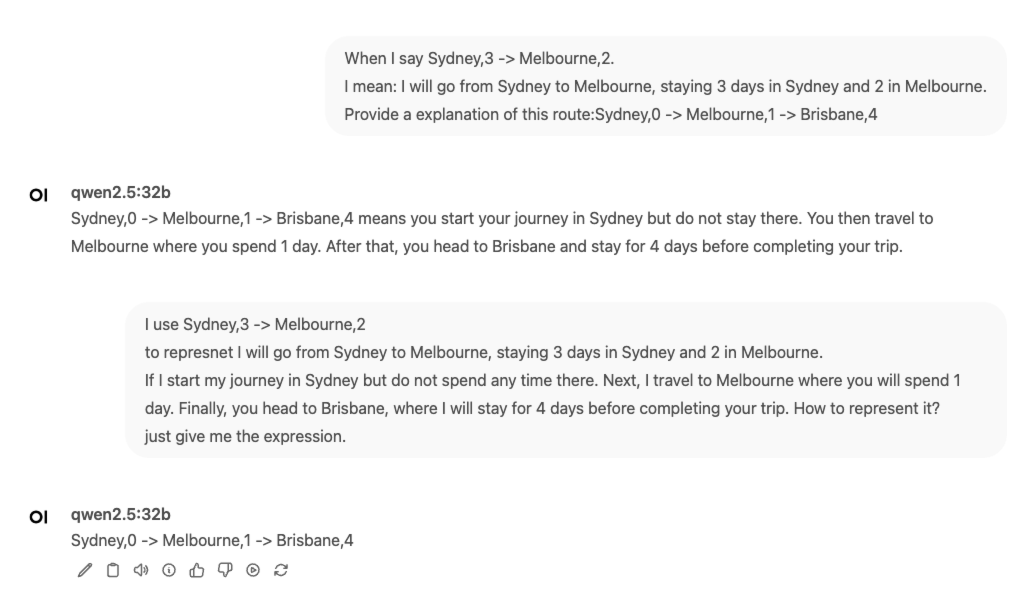 When I say Sydney,3 -> Melbourne,2.
I mean: I will go from Sydney to Melbourne, staying 3 days in Sydney and 2 in Melbourne.
Provide a explanation of this route:Sydney,0 -> Melbourne,1 -> Brisbane,4
OI
qwen2.5:32b
Sydney,0 -> Melbourne,1 -> Brisbane,4 means you start your journey in Sydney but do not stay there. You then travel to
Melbourne where you spend 1 day. After that, you head to Brisbane and stay for 4 days before completing your trip.
I use Sydney,3 -> Melbourne,2
to represnet I will go from Sydney to Melbourne, staying 3 days in Sydney and 2 in Melbourne.
If I start my journey in Sydney but do not spend any time there. Next, I travel to Melbourne where you will spend 1
day. Finally, you head to Brisbane, where I will stay for 4 days before completing your trip. How to represent it?
just give me the expression.
OI
qwen2.5:32b
Sydney,0 -> Melbourne,1 -> Brisbane,4